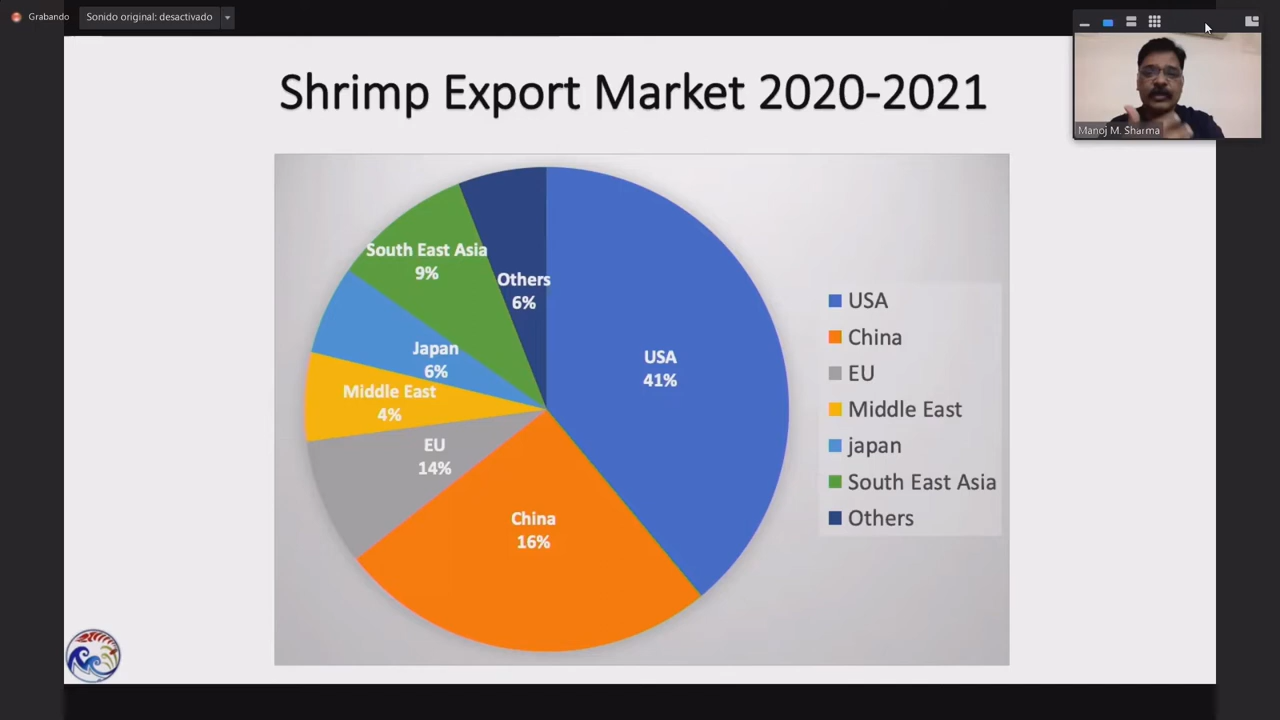 Grabando
Sonido original: desactivado
Manoj M. Sharma
Shrimp Export Market 2020-2021
South East Asia
9%
Others
6%
USA
41%
Japan
6%
Middle East
4%
EU
14%
China
16%
USA
China
EU
Middle East
japan
South East Asia
Others